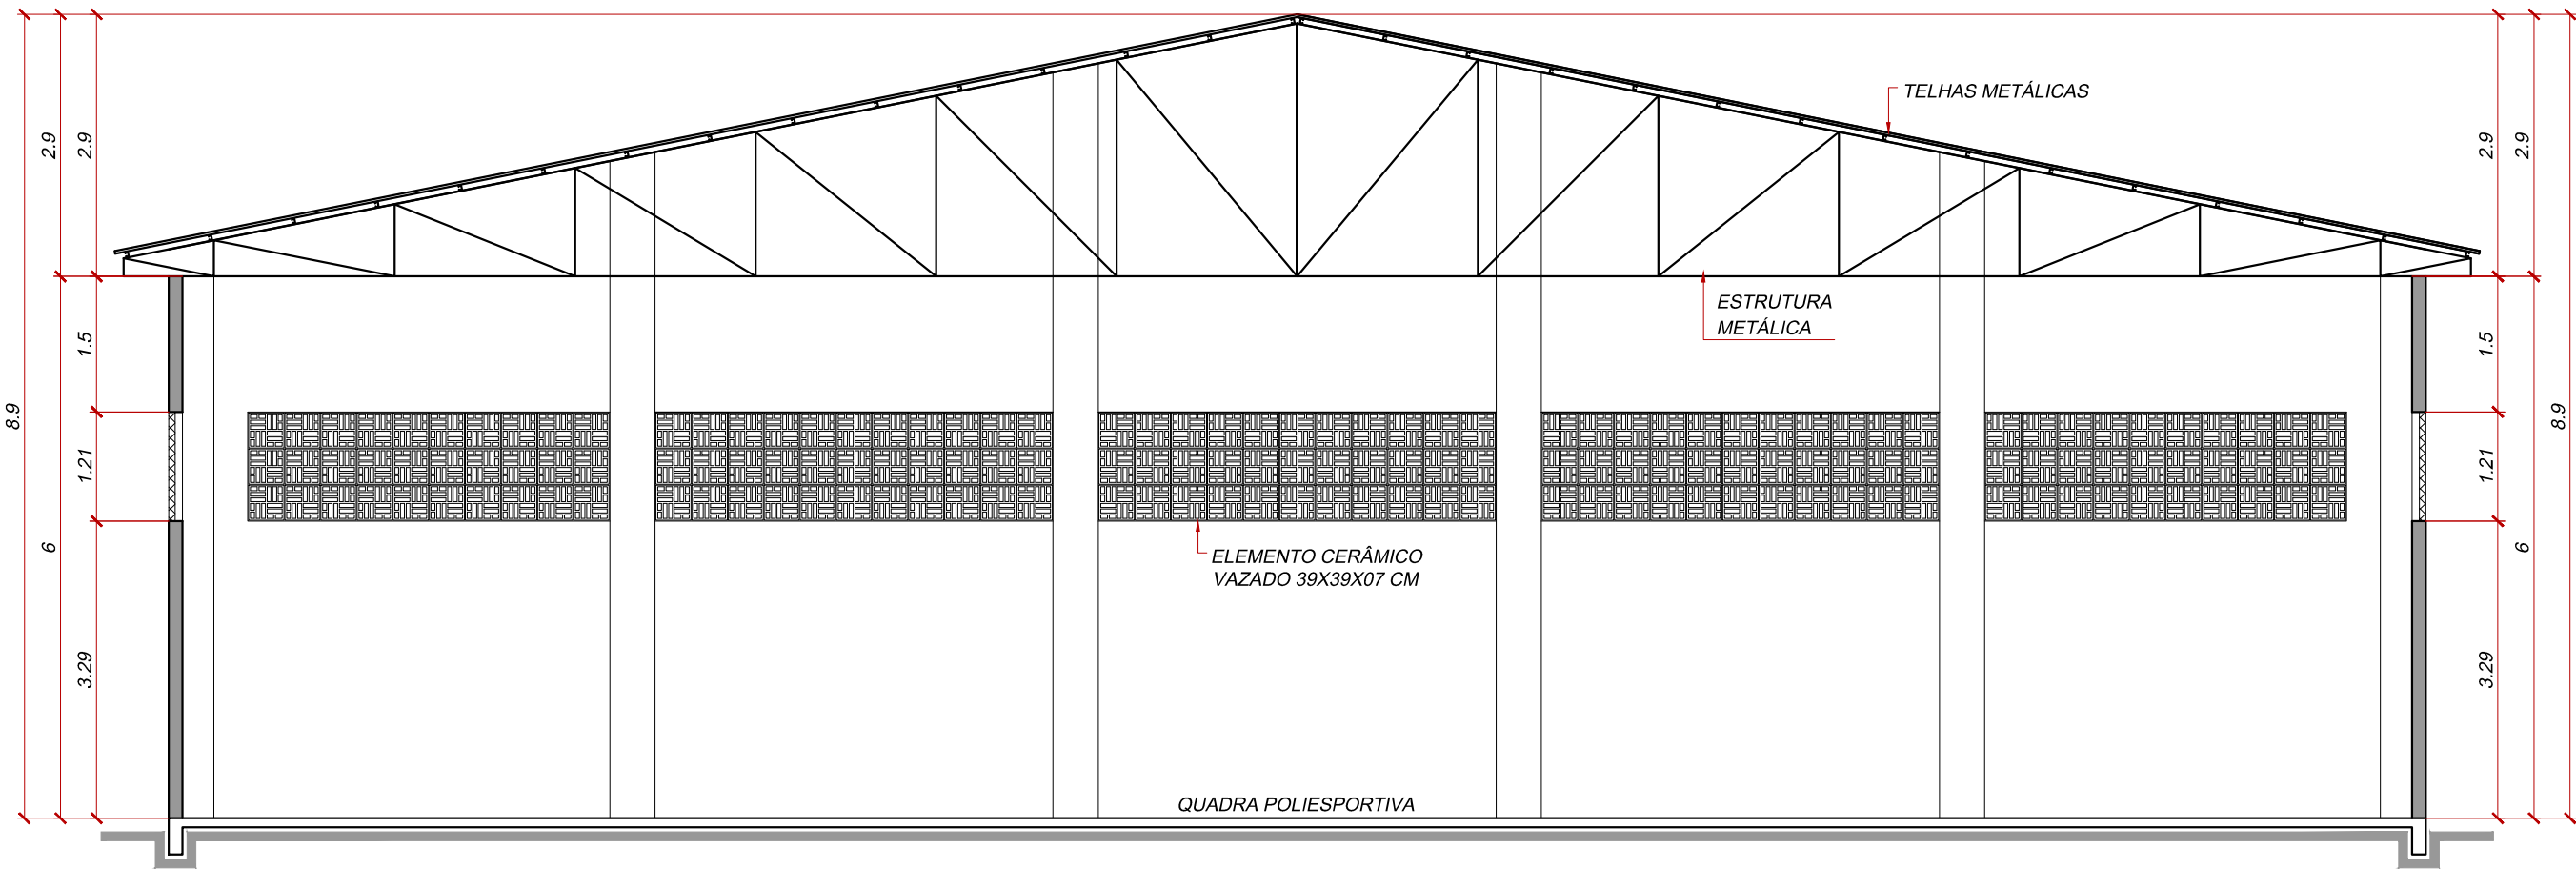 TELHAS METÁLICAS
2.9
2.9
2.9
2.9
ESTRUTURA
METÁLICA
1.5
1.5
8.9
8.9
1.21
1.21
6
6
ELEMENTO CERÂMICO
VAZADO 39X39X07 CM
3.29
3.29
QUADRA POLIESPORTIVA